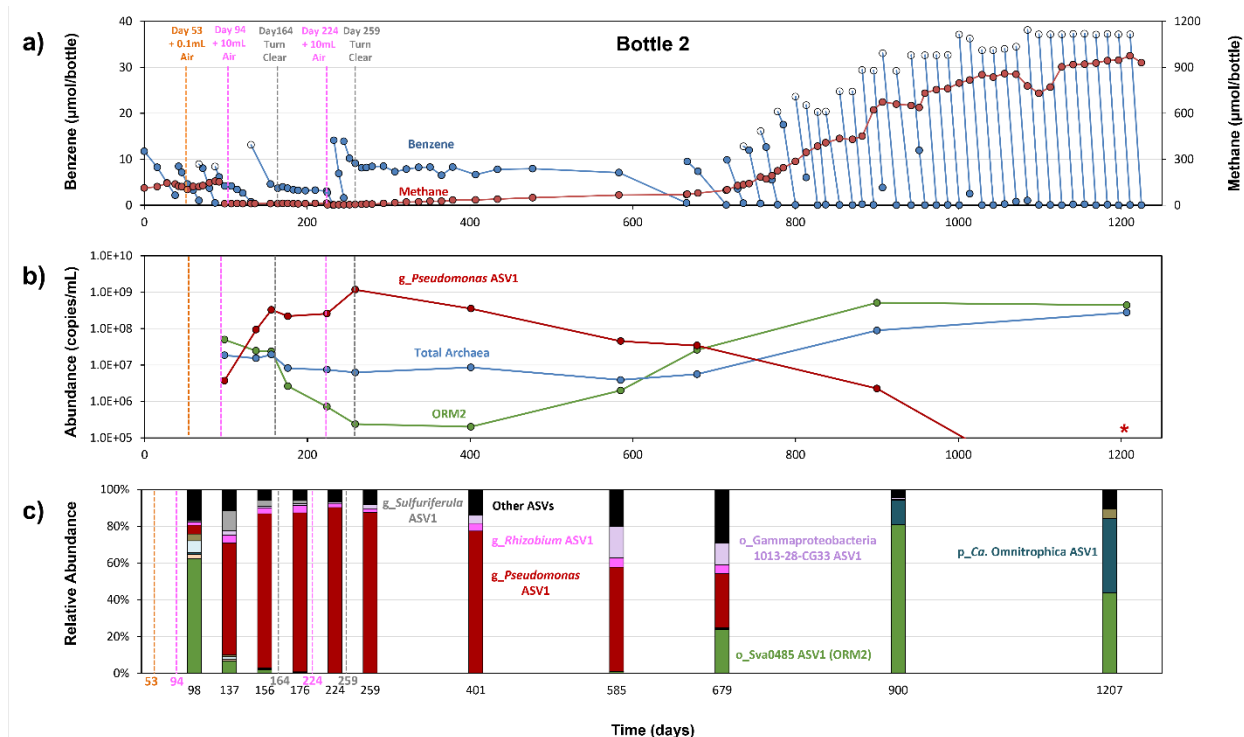 a)
Day 53
+ 0.1mL
Air
Day 94
+ 10mL
Air
Day164
Turn
Clear
Day 224
+ 10mL
Air
Day 259
Turn
Clear
Bottle 2
Benzene (µmol/bottle)
40
30
20
10
0
Benzene
Methane
Methane (µmol/bottle)
1200
900
600
300
0
0
200
400
600
800
1000
1200
b)
Abundance (copies/mL)
1.0E+10
1.0E+09
1.0E+08
1.0E+07
1.0E+06
1.0E+05
g_Pseudomonas ASV1
Total Archaea
ORM2
*
0
200
400
600
800
1000
1200
c)
Relative Abundance
100%
80%
60%
40%
20%
0%
g_Sulfuriferula
ASV1
Other ASVs
g_Rhizobium ASV1
g_Pseudomonas
ASV1
o_Gammaproteobacteria
1013-28-CG33 ASV1
p_Ca. Omnitrophica ASV1
o_Sva0485 ASV1 (ORM2)
53
94
98
137
156
164
176
224
224
259
259
401
585
679
900
1207
Time (days)